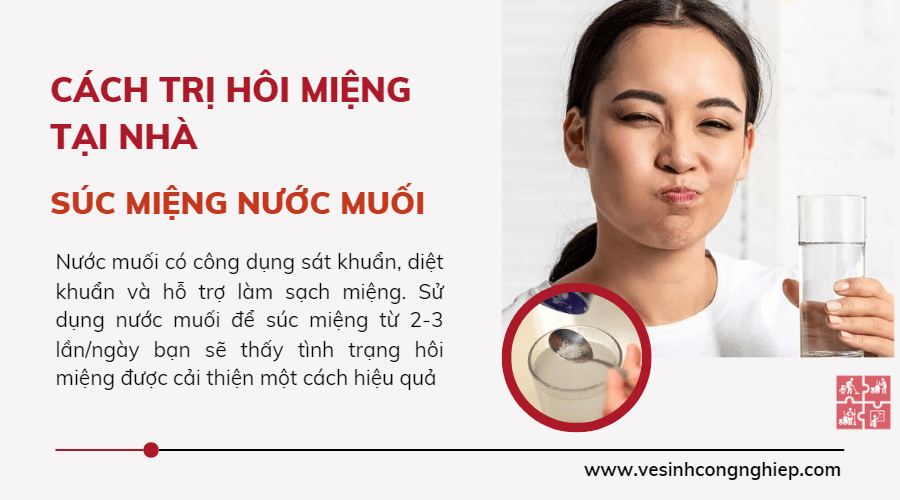 CÁCH TRỊ HÔI MIỆNG
TẠI NHÀ
SÚC MIỆNG NƯỚC MUỐI
Nước muối có công dụng sát khuẩn, diệt
khuẩn và hỗ trợ làm sạch miệng. Sử
dụng nước muối để súc miệng từ 2-3
lần/ngày bạn sẽ thấy tình trạng hôi
miệng được cải thiện một cách hiệu quả
www.vesinhcongnghiep.com